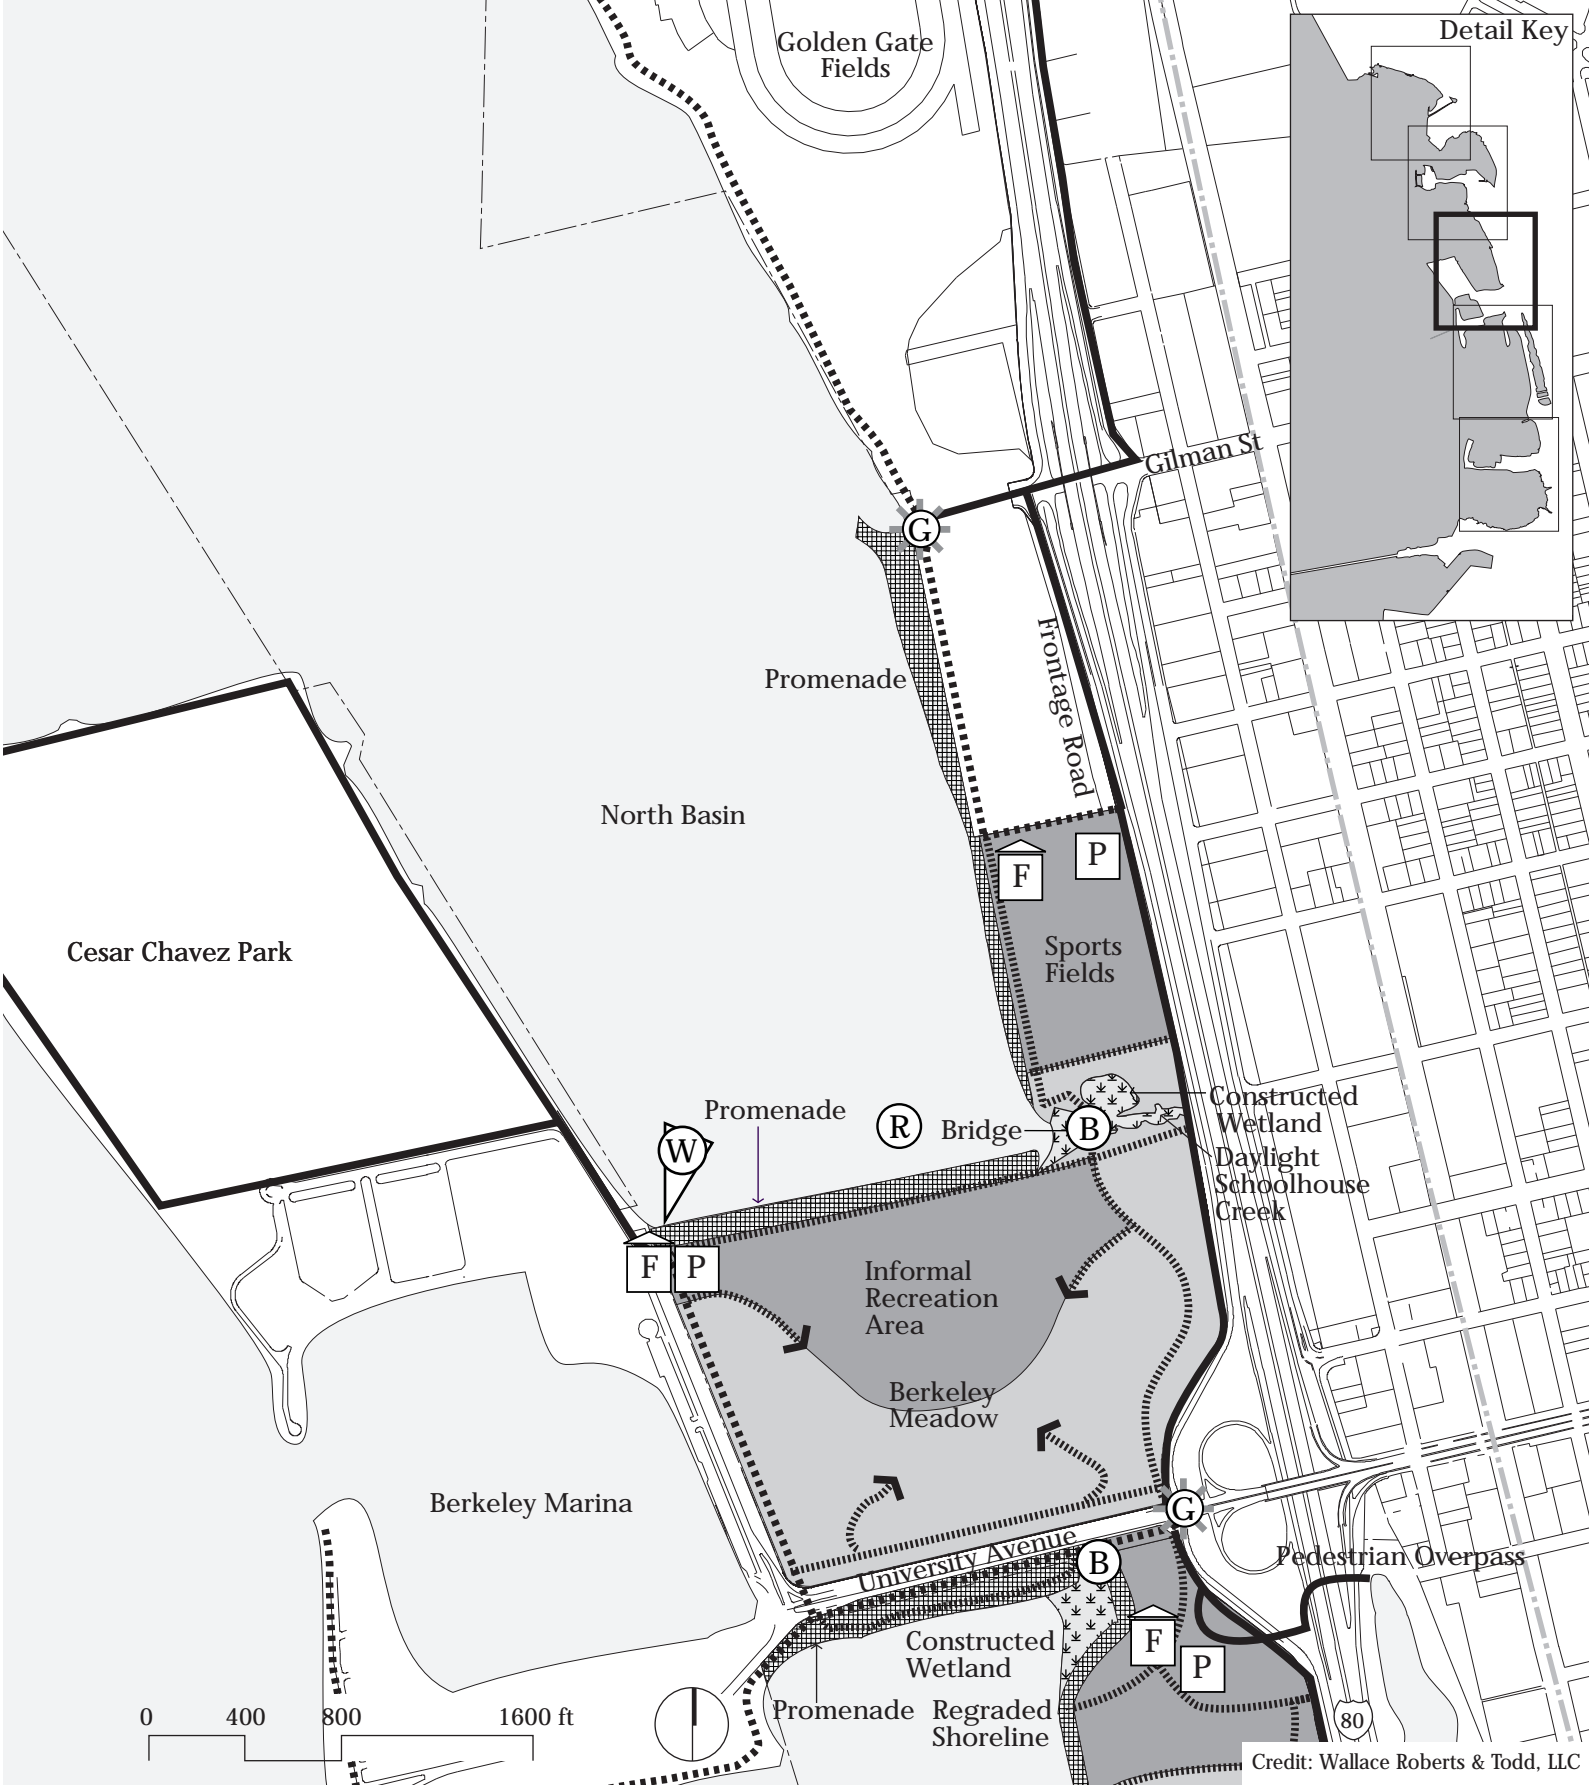 Golden Gate
Fields
Detail Key
Gilman St
G
Frontage Road
Promenade
North Basin
P
F
Cesar Chavez Park
Sports
Fields
Constructed
Wetland
Promenade
R
Bridge
B
W
Daylight
Schoolhouse
Creek
F
P
Informal
Recreation
Area
Berkeley
Meadow
Berkeley Marina
G
University Avenue
B
Pedestrian Overpass
F
P
Constructed
Wetland
Promenade
Regraded
Shoreline
0 400 800 1600 ft
80
Credit: Wallace Roberts & Todd, LLC